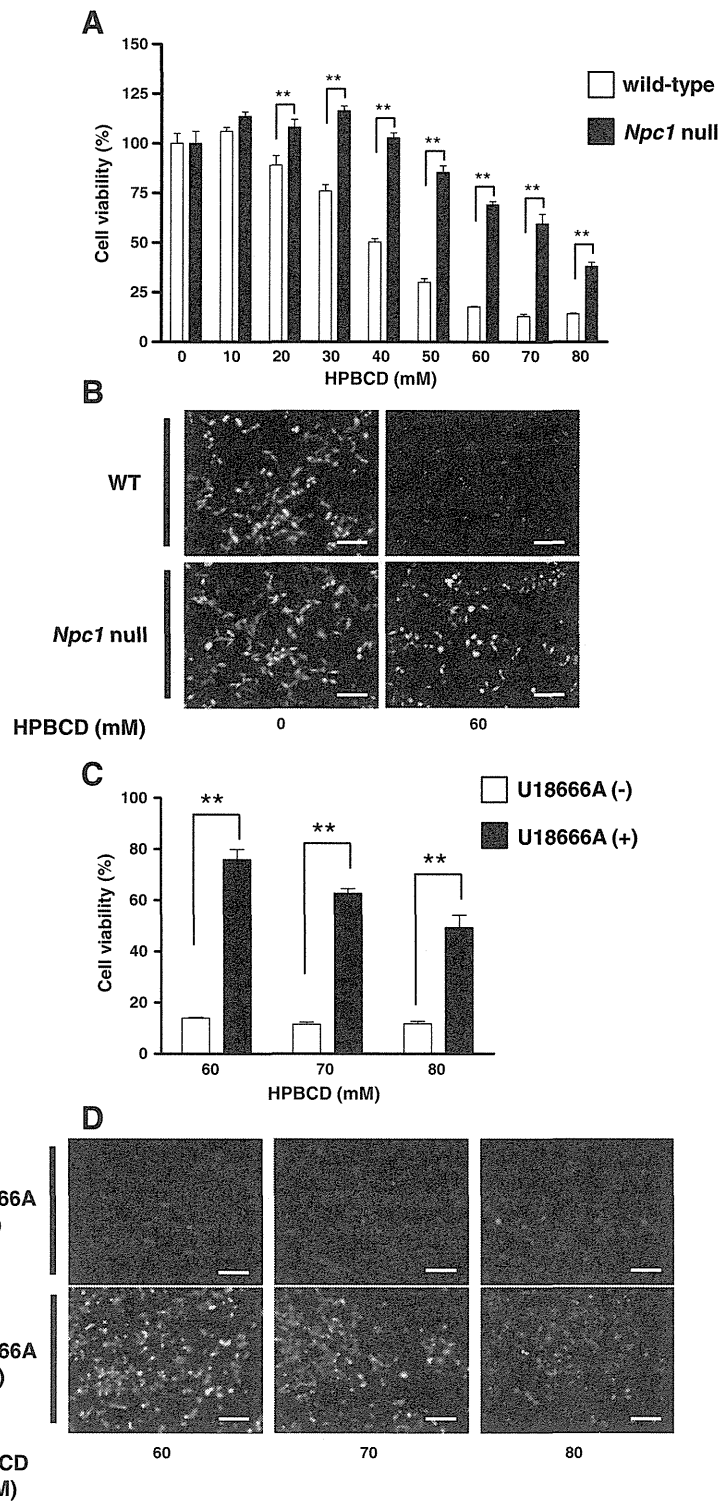 A
150
125
100
75
50
25
0
Cell viability (%)
** ** ** ** ** ** **
0 10 20 30 40 50 60 70 80
HPBCD (mM)
wild-type
Npc1 null
B
WT
Npc1 null
HPBCD (mM) 0 60
C
100
80
60
40
20
0
Cell viability (%)
** ** **
60 70 80
HPBCD (mM)
U18666A (-)
U18666A (+)
D
66A
)
66A
)
60 70 80
CD
M)